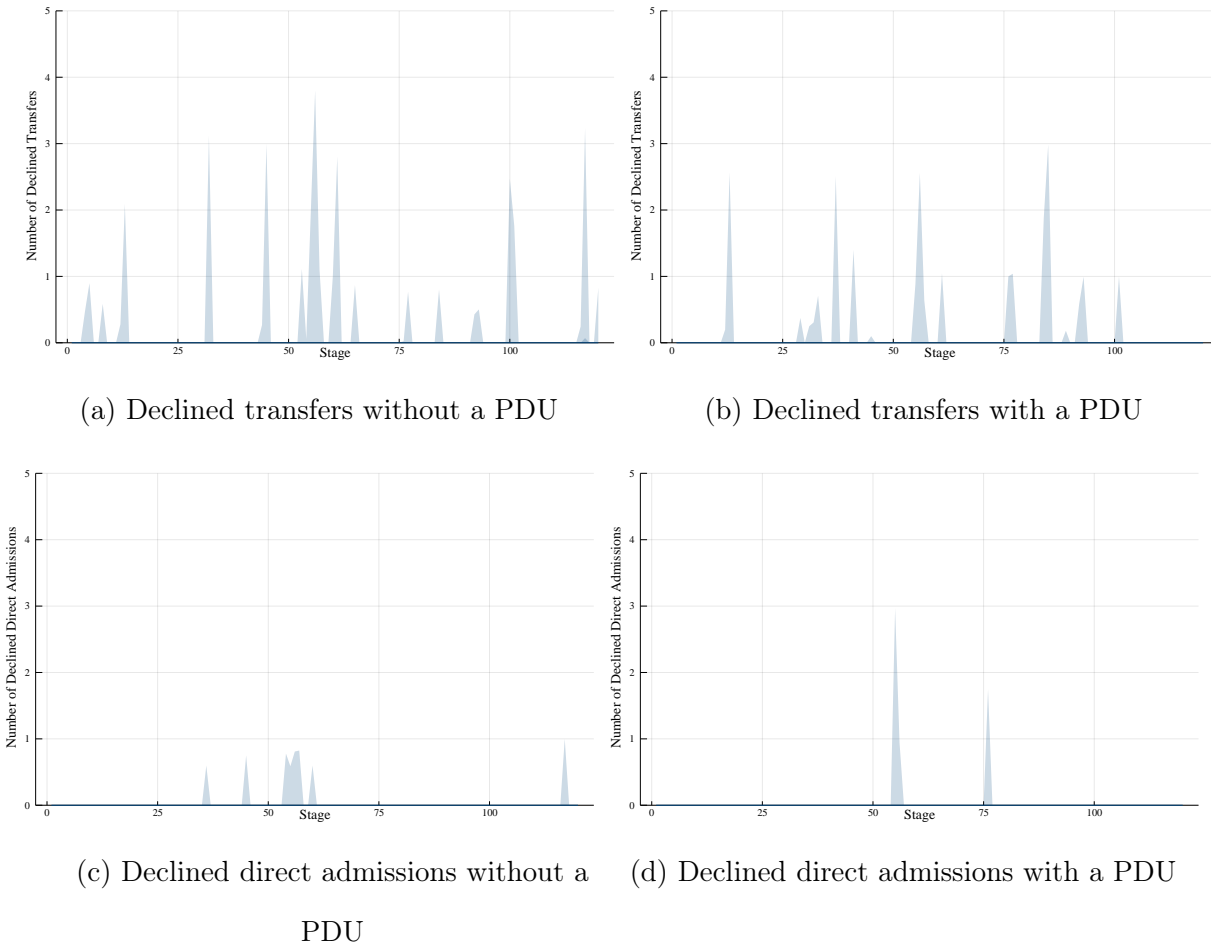 5
4
3
2
1
0
Number of Declined Transfers
0 25 50 75 100
Stage
(a) Declined transfers without a PDU
5
4
3
2
1
0
Number of Declined Transfers
0 25 50 75 100
Stage
(b) Declined transfers with a PDU
5
4
3
2
1
0
Number of Declined Direct Admissions
0 25 50 75 100
Stage
(c) Declined direct admissions without a
PDU
5
4
3
2
1
0
Number of Declined Direct Admissions
0 25 50 75 100
Stage
(d) Declined direct admissions with a PDU